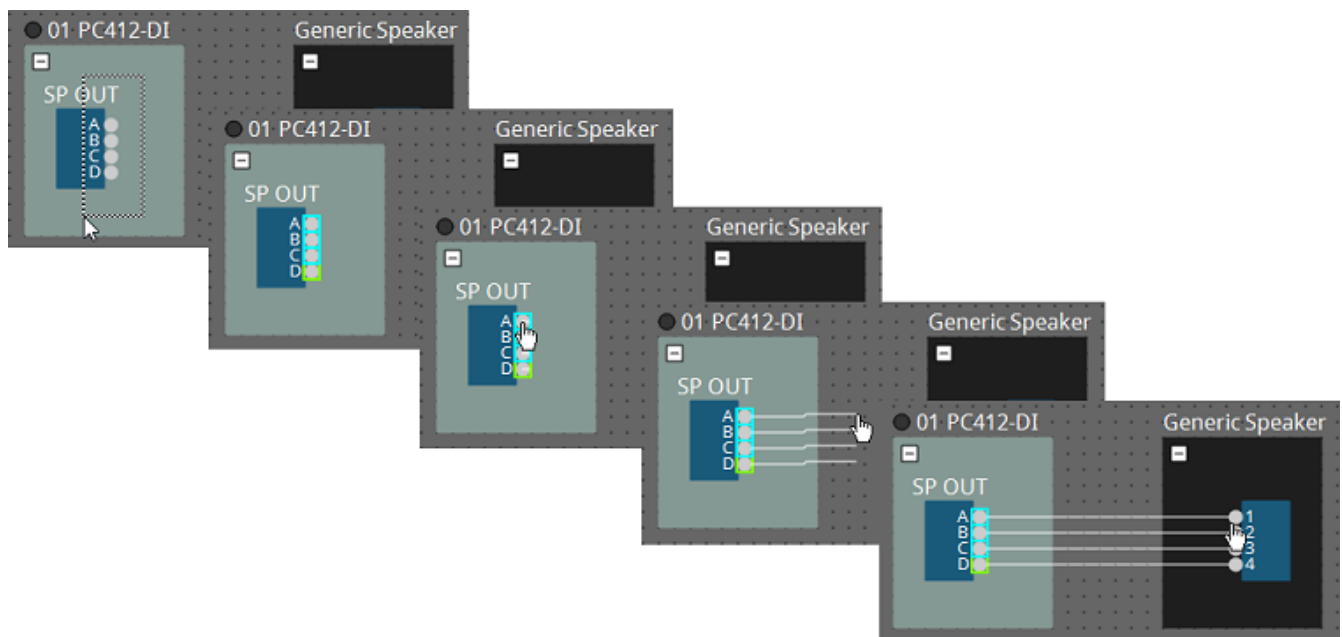 01 PC412-DI
Generic Speaker
SP OUT
A
B
C
D
01 PC412-DI
Generic Speaker
SP OUT
A
B
C
D
01 PC412-DI
Generic Speaker
SP OUT
A
B
C
D
01 PC412-DI
Generic Speaker
SP OUT
A
B
C
D
01 PC412-DI
Generic Speaker
SP OUT
A 1
B 2
C 3
D 4